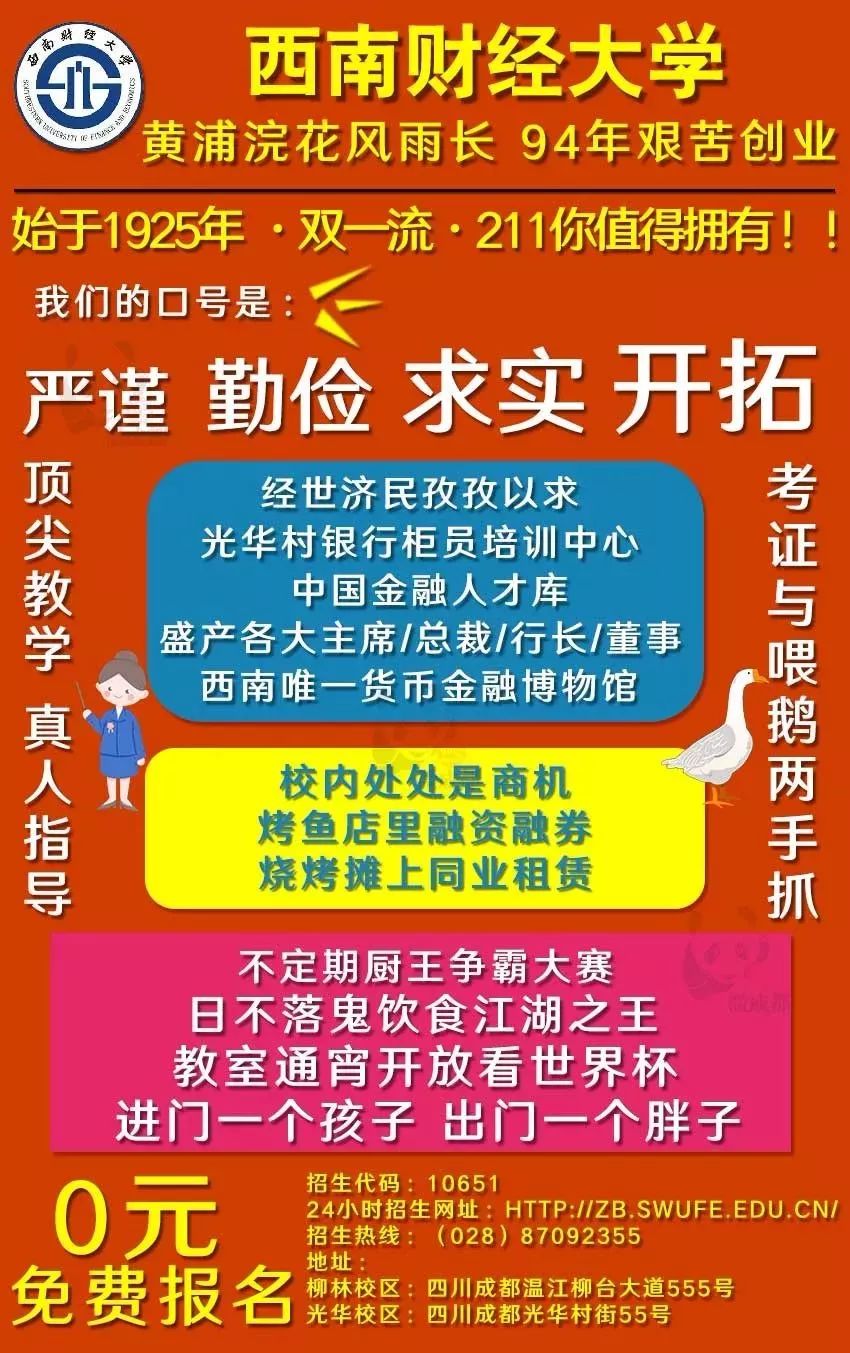 西南财经大学
SOUTHWESTERN UNIVERSITY OF FINANCE AND ECONOMICS
西南财经大学
黄浦浣花风雨长 94年艰苦创业
始于1925年 · 双一流 · 211你值得拥有！！
我们的口号是：
严谨 勤俭 求实 开拓
顶尖教学 真人指导
经世济民孜孜以求
光华村银行柜员培训中心
中国金融人才库
盛产各大主席/总裁/行长/董事
西南唯一货币金融博物馆
考证与喂鹅两手抓
校内处处是商机
烤鱼店里融资融券
烧烤摊上同业租赁
不定期厨王争霸大赛
日不落鬼饮食江湖之王
教室通宵开放看世界杯
进门一个孩子 出门一个胖子
0元
免费报名
招生代码：10651
24小时招生网址：HTTP://ZB.SWUFE.EDU.CN/
招生热线：（028）87092355
地址：
柳林校区：四川成都温江柳台大道555号
光华校区：四川成都光华村街55号